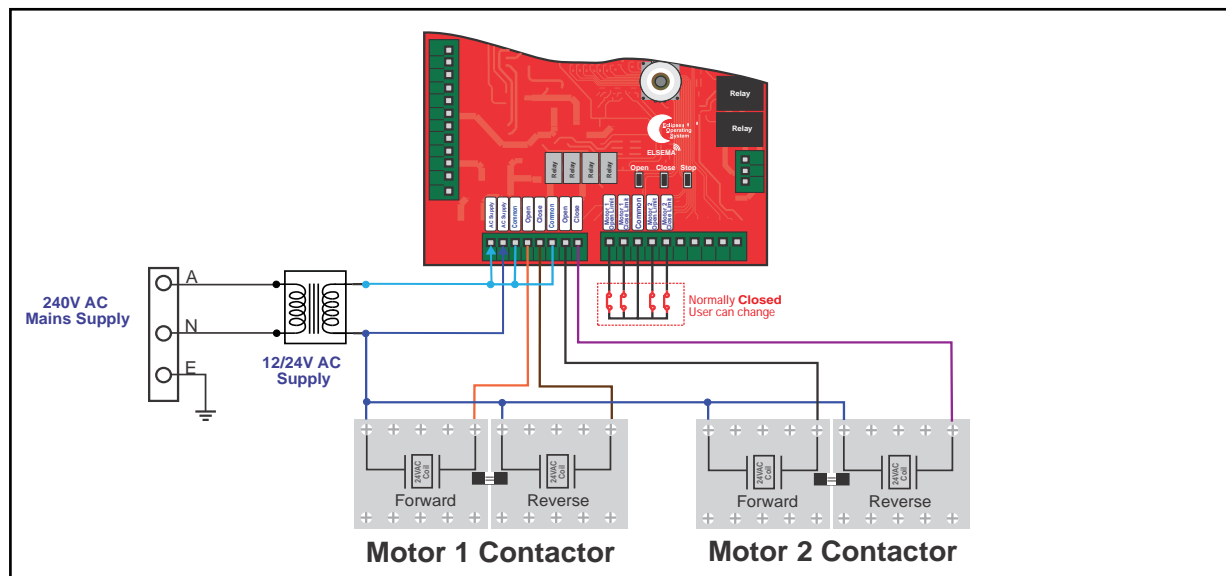 Relay
Relay
Eclipse
Operating
System
ELSEMA
Relay
Relay
Relay
Relay
Open Close Stop
AC Supply
AC Supply
Common
Open
Close
Common
Open
Close
Motor 1
Open Limit
Motor 1
Close Limit
Common
Motor 2
Open Limit
Motor 2
Close Limit
240V AC
Mains Supply
A
N
E
12/24V AC
Supply
Normally Closed
User can change
24VAC
Coil
Forward
24VAC
Coil
Reverse
24VAC
Coil
Forward
24VAC
Coil
Reverse
Motor 1 Contactor
Motor 2 Contactor